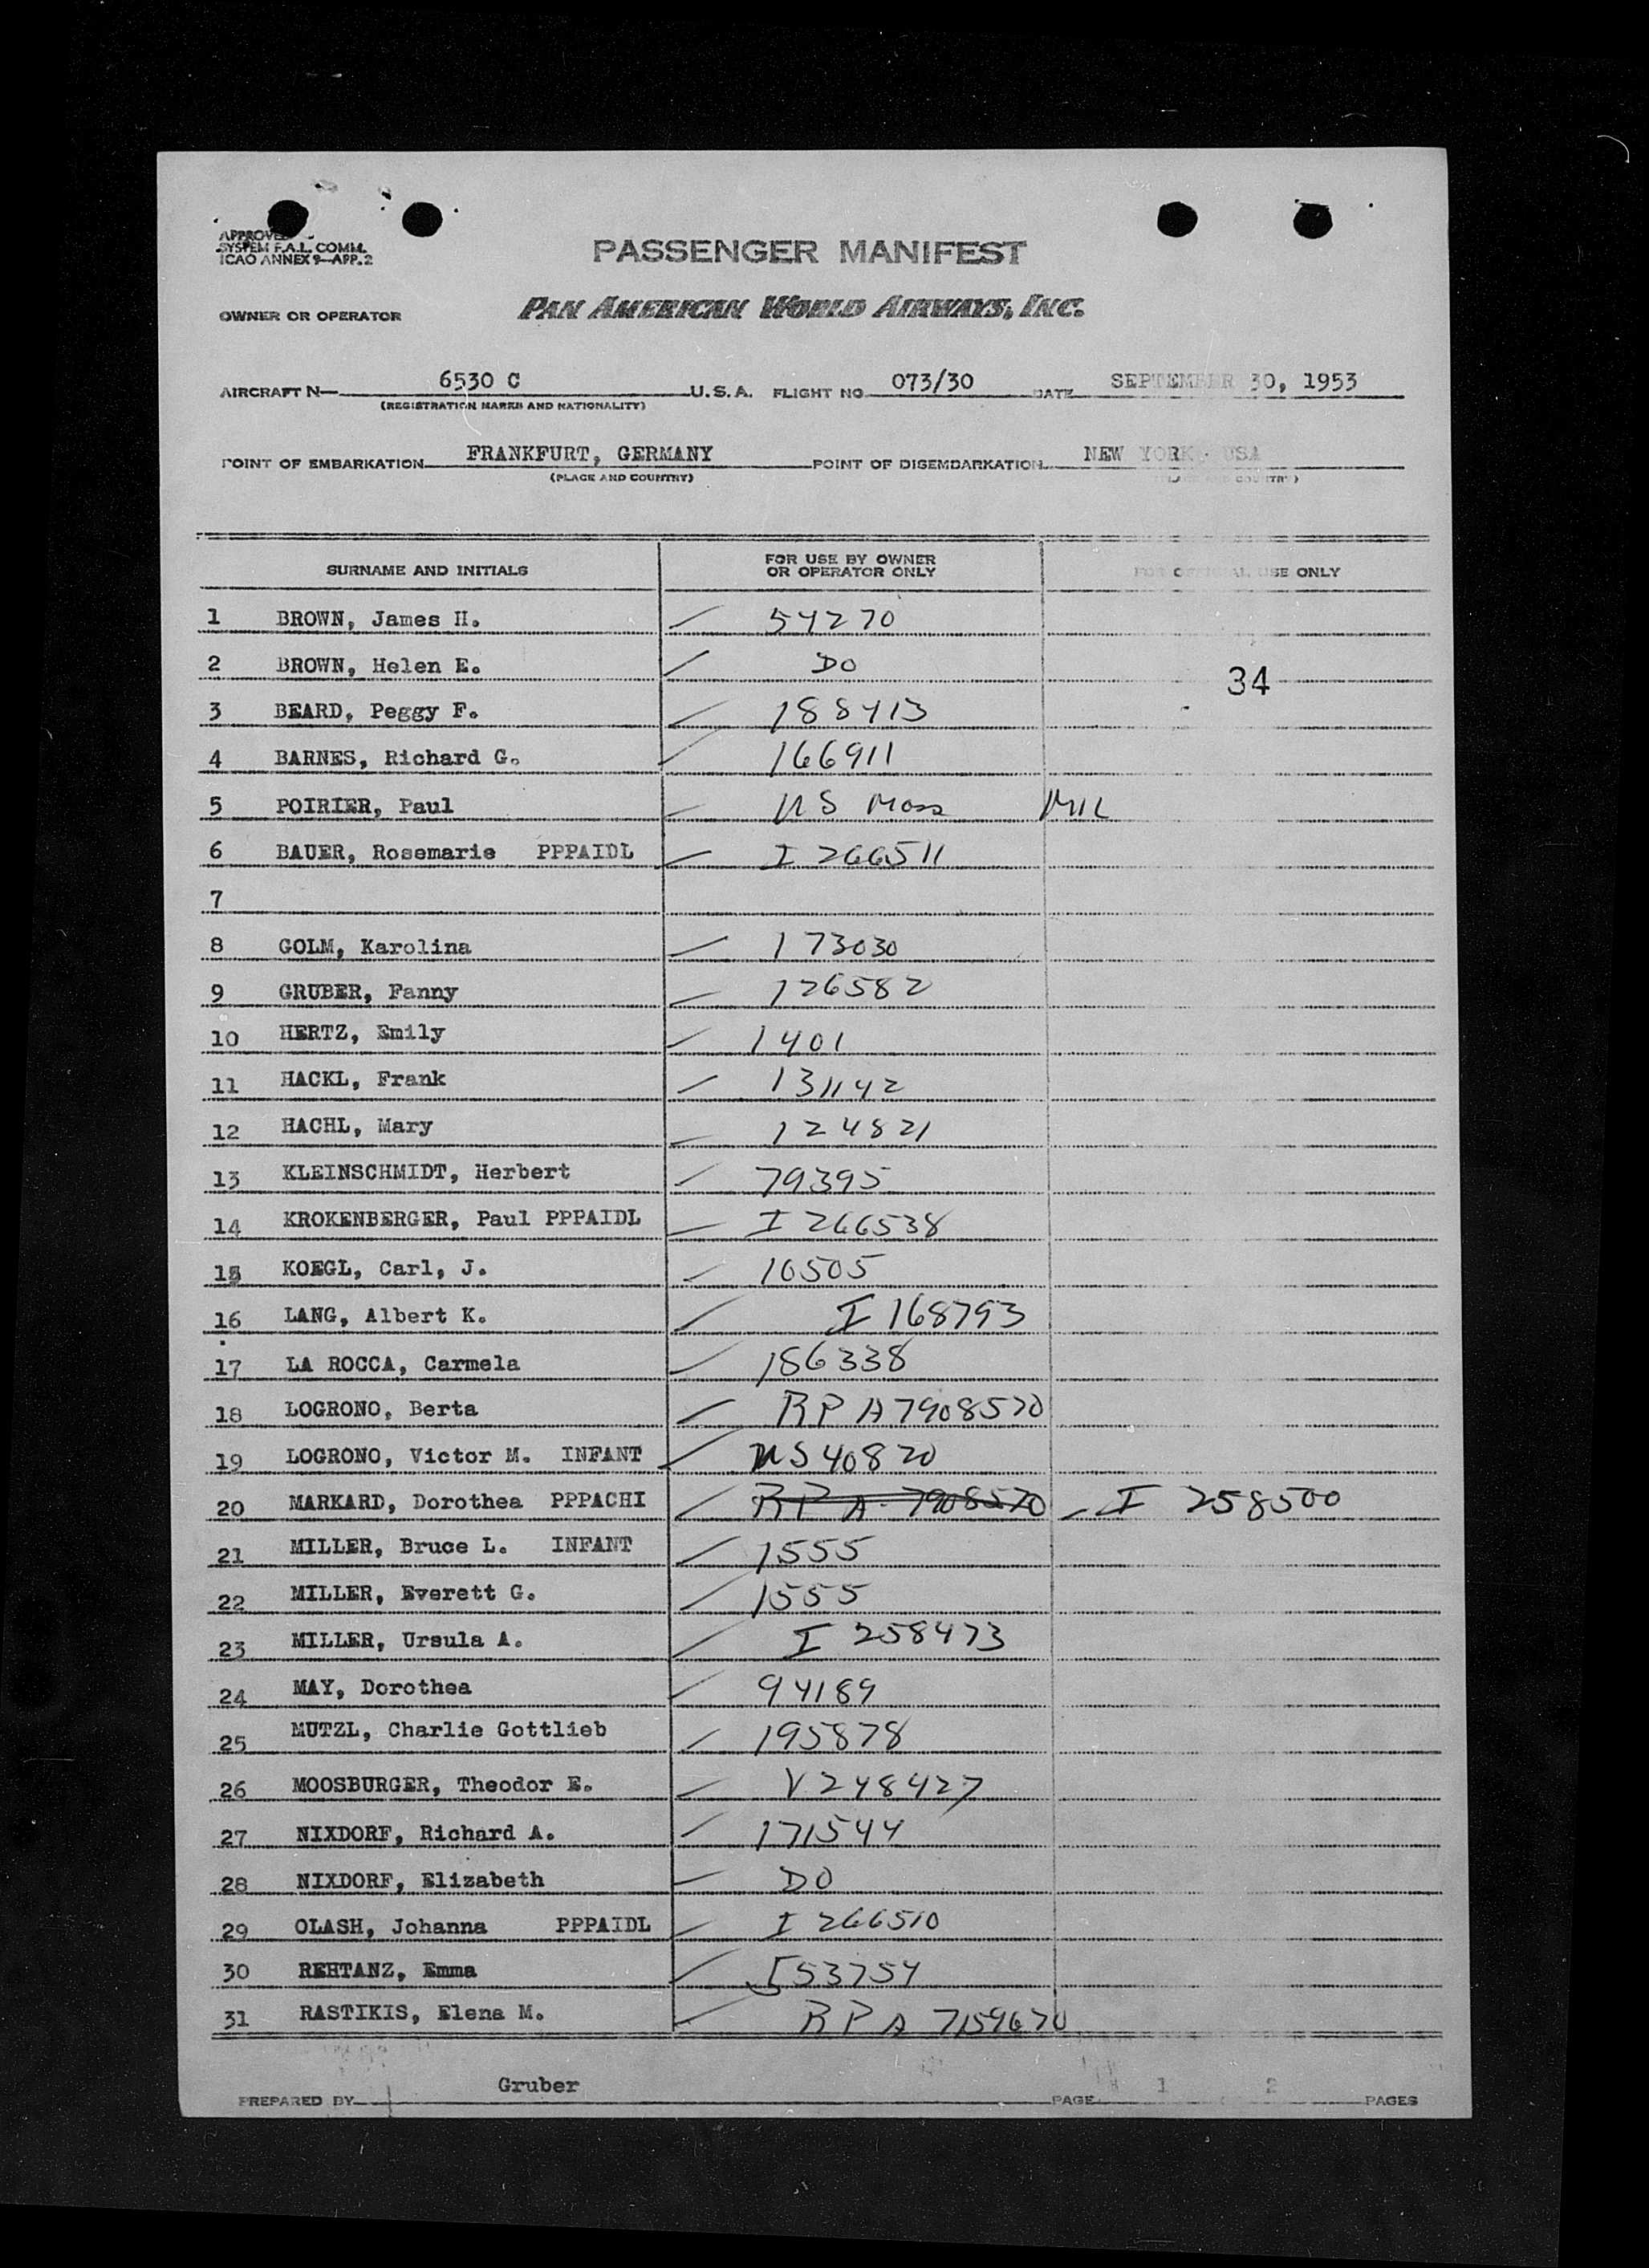 SYSTEM F.A.L. COMM.
ICAO ANNEX 9—APP. 2
PASSENGER MANIFEST
OWNER OR OPERATOR PAN AMERICAN WORLD AIRWAYS, INC.
AIRCRAFT N— 6530 C U.S.A. FLIGHT NO. 073/30 DATE SEPTEMBER 30, 1953
(REGISTRATION MARKS AND NATIONALITY)
POINT OF EMBARKATION FRANKFURT, GERMANY POINT OF DISEMBARKATION NEW YORK, USA
(PLACE AND COUNTRY) (PLACE AND COUNTRY)
SURNAME AND INITIALS FOR USE BY OWNER OR OPERATOR ONLY FOR OFFICIAL USE ONLY
1 BROWN, James H. 54270
2 BROWN, Helen E. DO 34
3 BEARD, Peggy F. 188413
4 BARNES, Richard G. 166911
5 POIRIER, Paul US Mass MIL
6 BAUER, Rosemarie PPPAIDL I 266511
7
8 GOLM, Karolina 173030
9 GRUBER, Fanny 126582
10 HERTZ, Emily 1401
11 HACKL, Frank 131142
12 HACHL, Mary 124821
13 KLEINSCHMIDT, Herbert 79395
14 KROKENBERGER, Paul PPPAIDL I 266538
15 KOEGL, Carl, J. 10505
16 LANG, Albert K. I 168793
17 LA ROCCA, Carmela 186338
18 LOGRONO, Berta RP A7908570
19 LOGRONO, Victor M. INFANT US 40820
20 MARKARD, Dorothea PPPACHI RP A 7908570 I 258500
21 MILLER, Bruce L. INFANT 1555
22 MILLER, Everett G. 1555
23 MILLER, Ursula A. I 258473
24 MAY, Dorothea 94189
25 MUTZL, Charlie Gottlieb 195878
26 MOOSBURGER, Theodor E. V 248427
27 NIXDORF, Richard A. 171544
28 NIXDORF, Elizabeth DO
29 OLASH, Johanna PPPAIDL I 266510
30 REHTANZ, Emma 553754
31 RASTIKIS, Elena M. RP A 7159670
PREPARED BY Gruber PAGE 1 2 PAGES